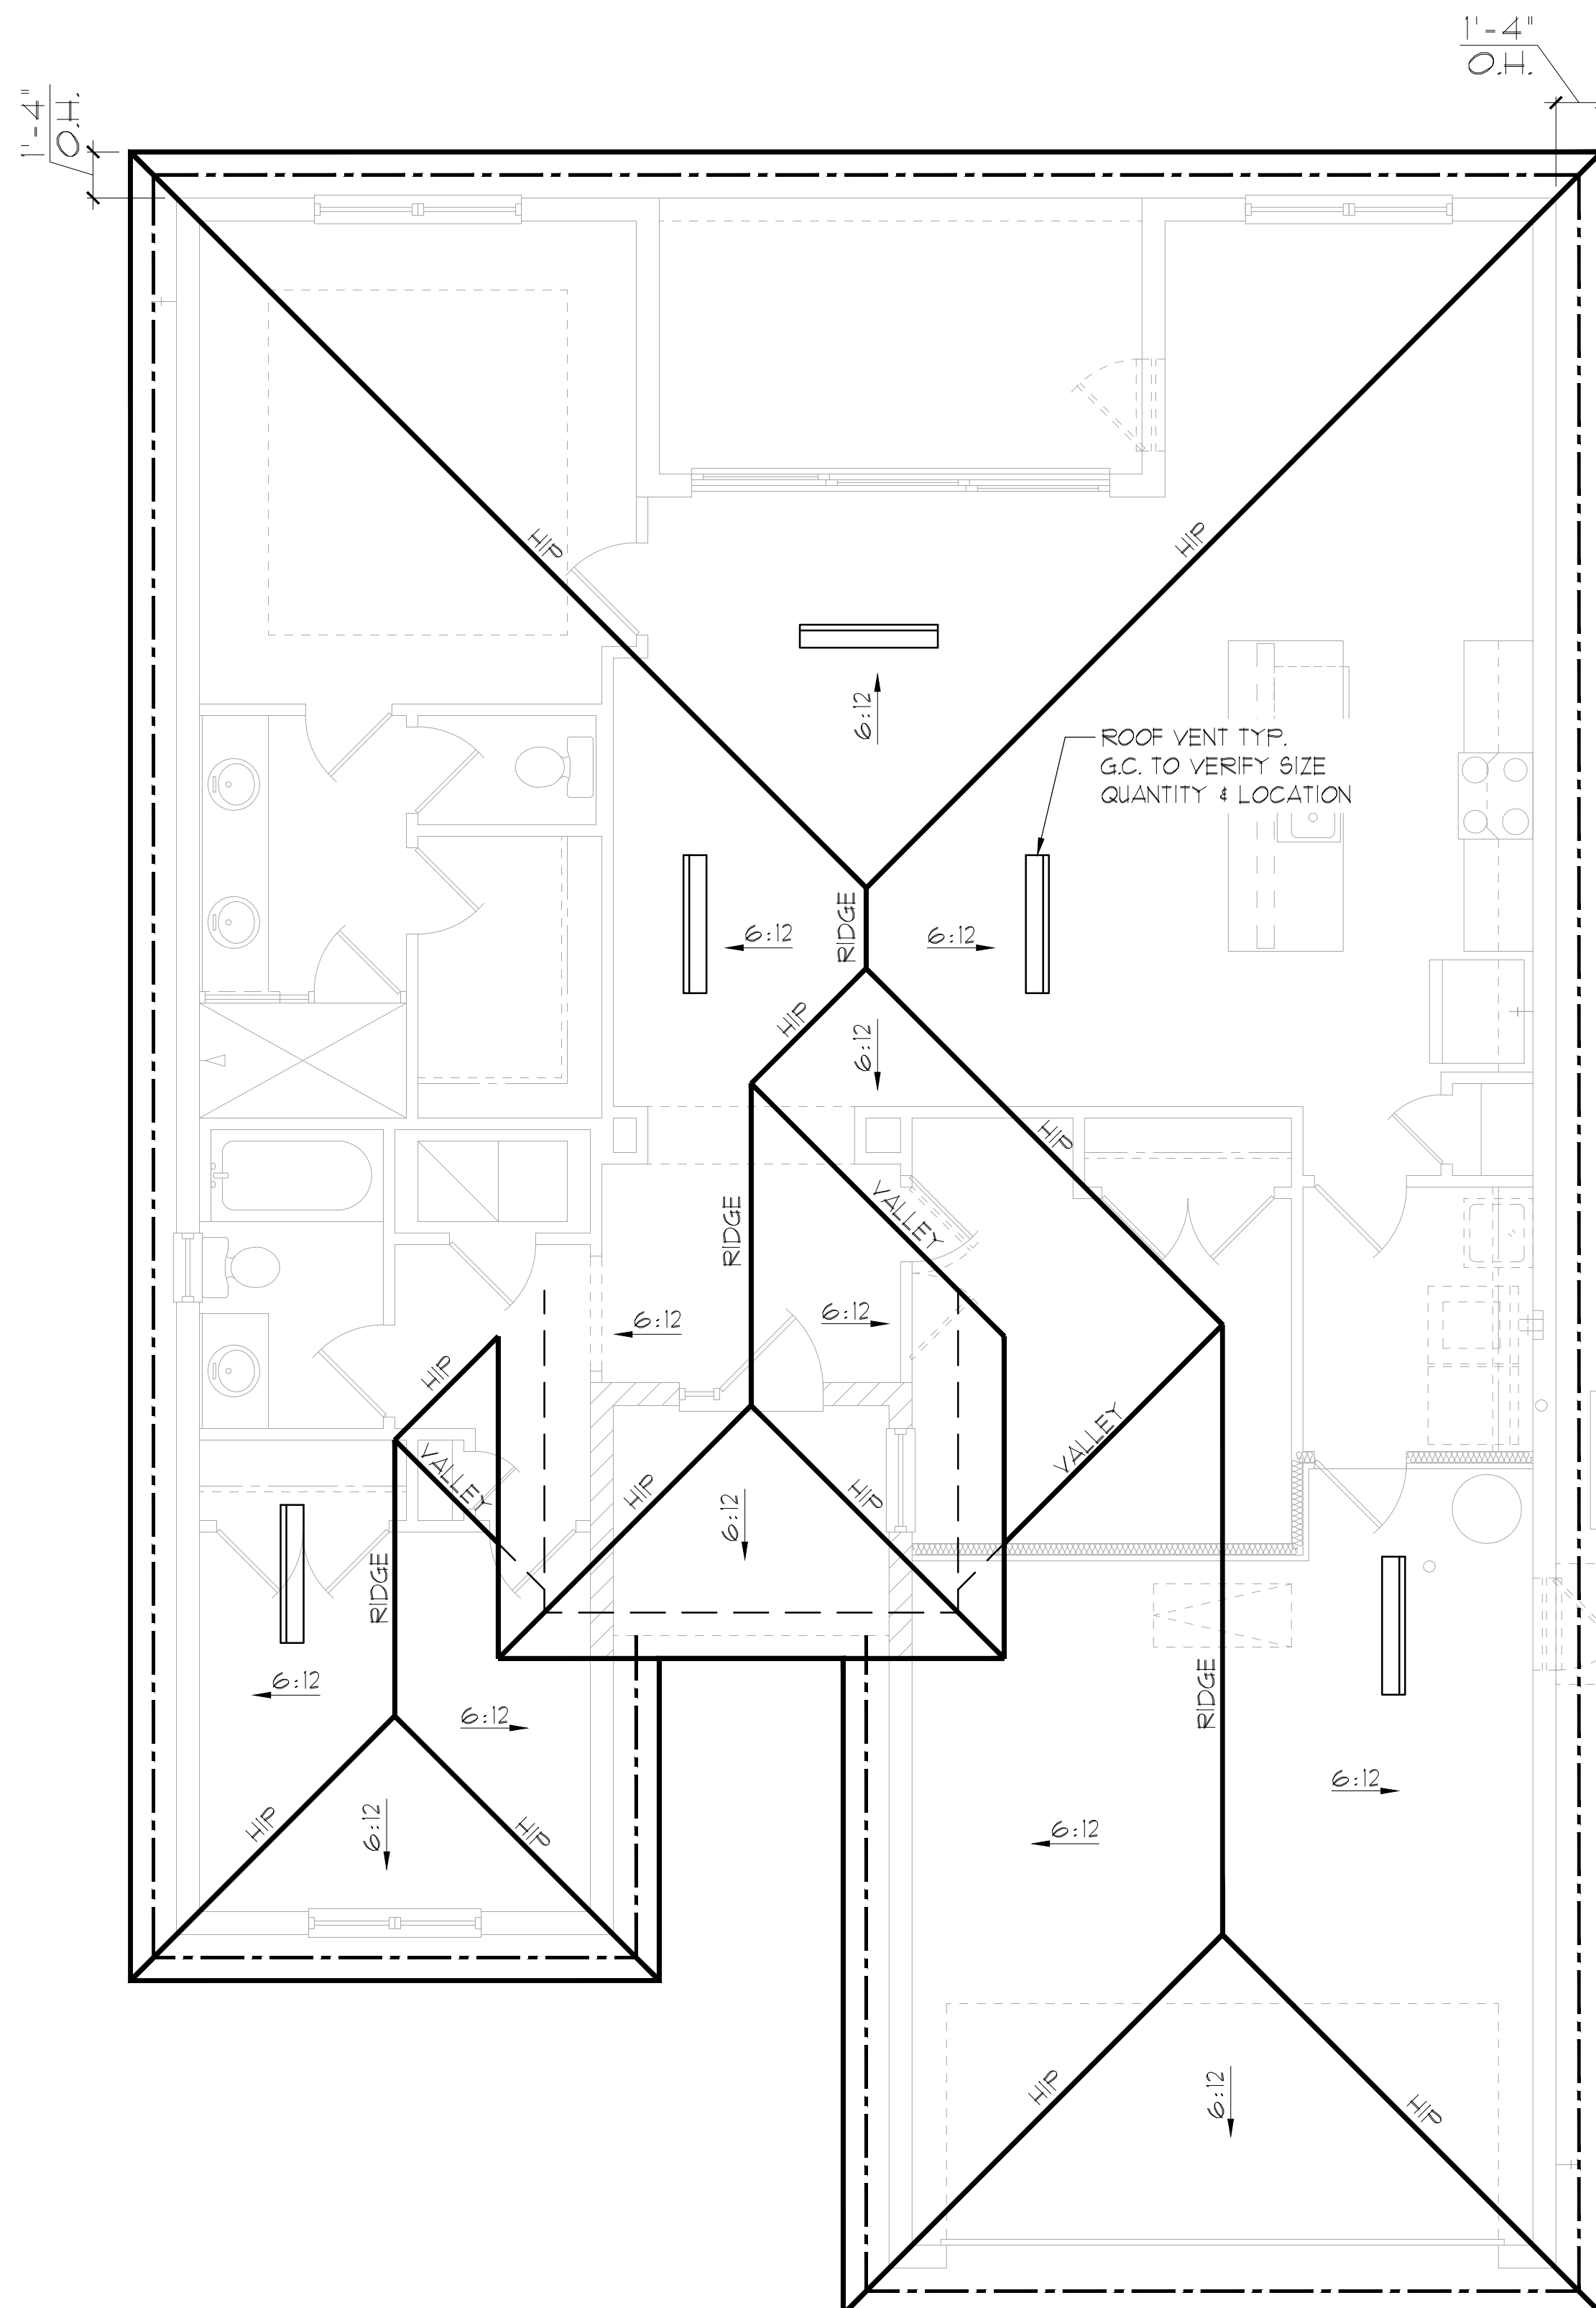 1'-4"
O.H.
1'-4"
O.H.
HIP
HIP
6:12
ROOF VENT TYP.
G.C. TO VERIFY SIZE
QUANTITY & LOCATION
RIDGE
6:12
6:12
HIP
6:12
HIP
VALLEY
RIDGE
6:12
6:12
HIP
VALLEY
VALLEY
HIP
HIP
6:12
RIDGE
6:12
6:12
RIDGE
6:12
6:12
HIP
6:12
HIP
HIP
6:12
HIP